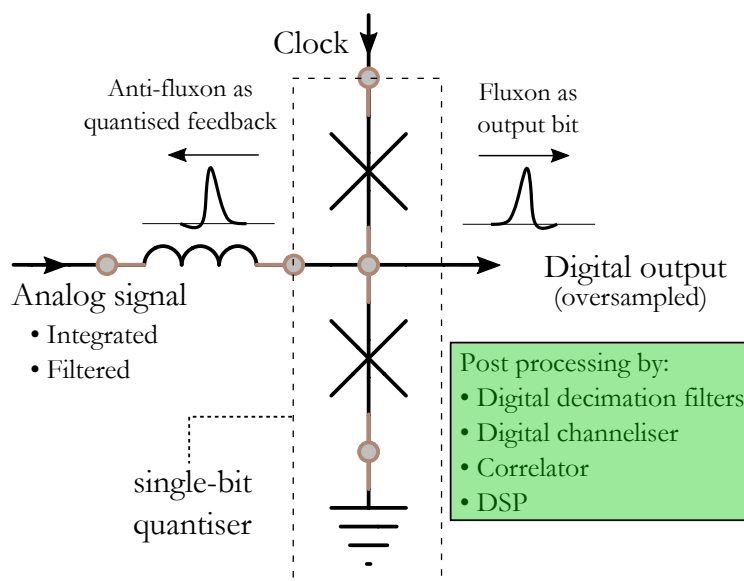 Clock
Anti-fluxon as
quantised feedback
Fluxon as
output bit
Analog signal
• Integrated
• Filtered
Digital output
(oversampled)
single-bit
quantiser
Post processing by:
• Digital decimation filters
• Digital channeliser
• Correlator
• DSP